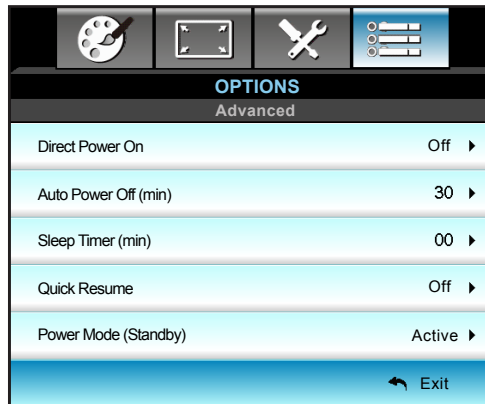 OPTIONS
Advanced
Direct Power On Off
Auto Power Off (min) 30
Sleep Timer (min) 00
Quick Resume Off
Power Mode (Standby) Active
Exit